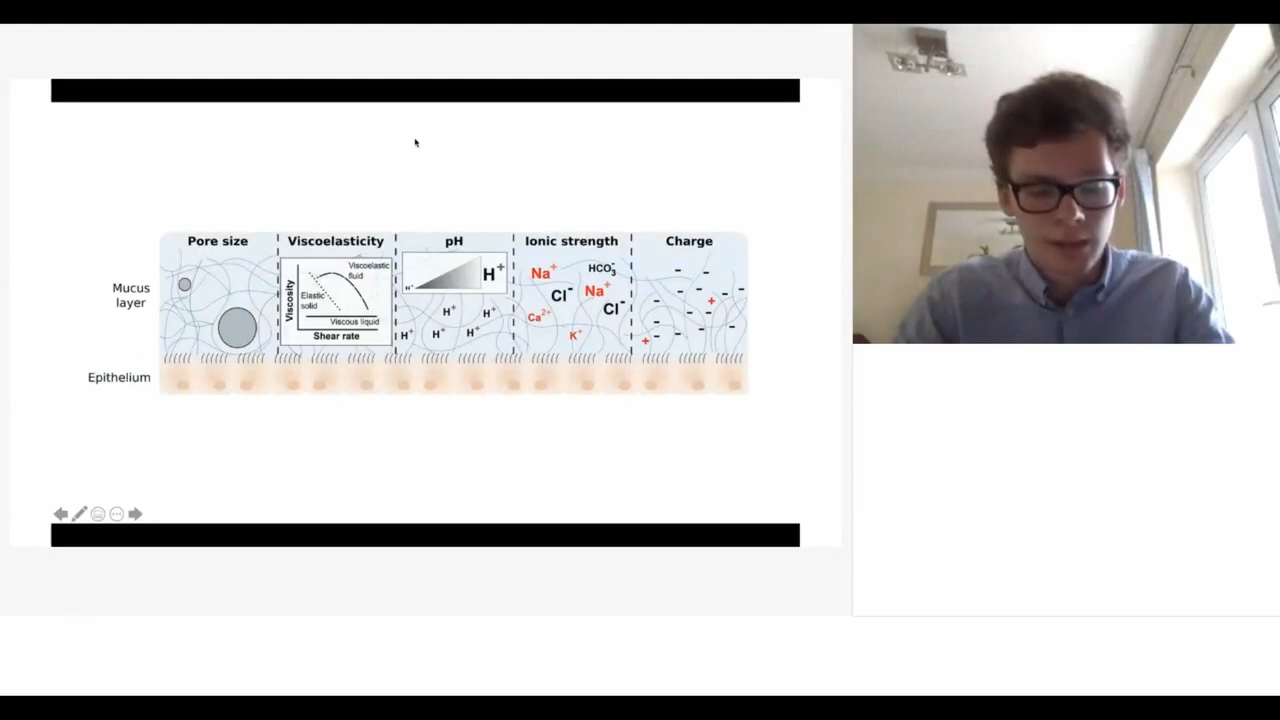 Pore size
Viscoelasticity
pH
Ionic strength
Charge
Mucus
layer
Viscosity
Viscoelastic
fluid
Elastic
solid
Viscous liquid
Shear rate
H⁺
H⁺
H⁺
H⁺
H⁺
H⁺
H⁺
Na⁺
HCO₃⁻
Cl⁻
Na⁺
Cl⁻
Ca²⁺
K⁺
- - - - - - - - - - - - -
+
+
Epithelium